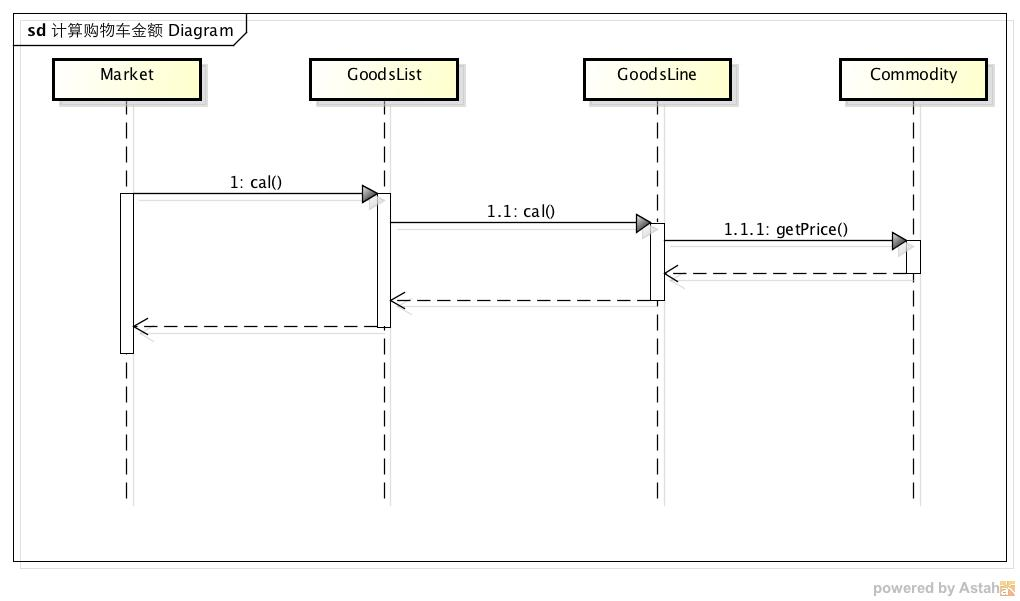 sd 计算购物车金额 Diagram
Market
GoodsList
GoodsLine
Commodity
1: cal()
1.1: cal()
1.1.1: getPrice()
powered by Astah